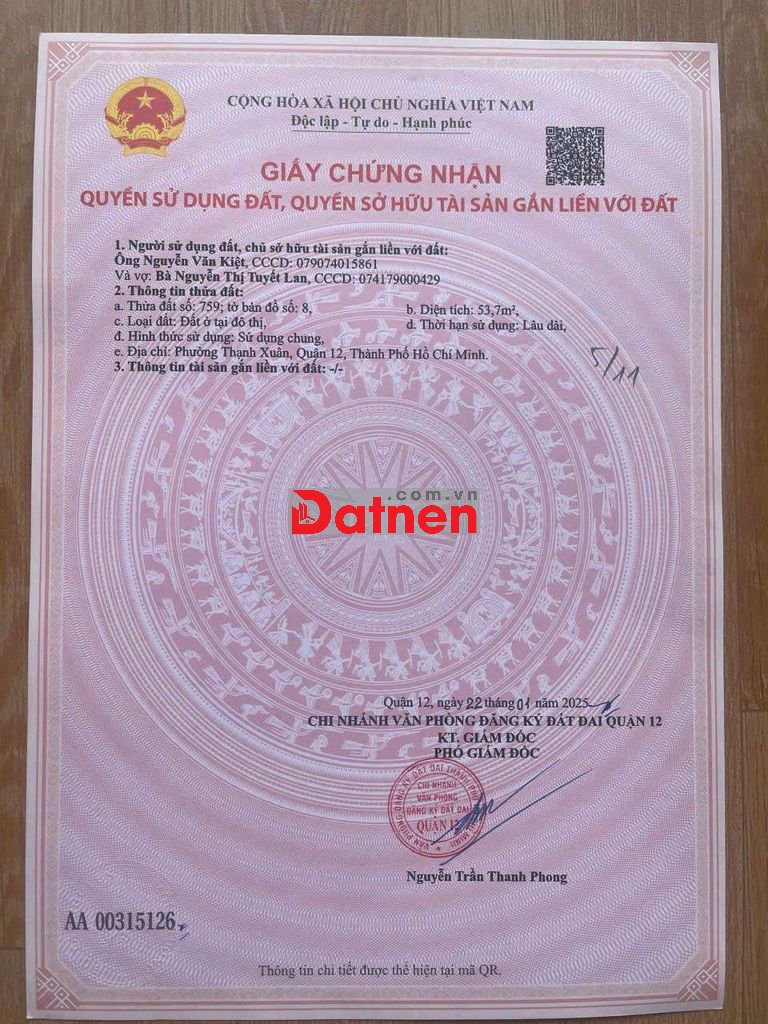 CỘNG HÒA XÃ HỘI CHỦ NGHĨA VIỆT NAM
Độc lập - Tự do - Hạnh phúc
GIẤY CHỨNG NHẬN
QUYỀN SỬ DỤNG ĐẤT, QUYỀN SỞ HỮU TÀI SẢN GẮN LIỀN VỚI ĐẤT
1. Người sử dụng đất, chủ sở hữu tài sản gắn liền với đất:
Ông Nguyễn Văn Kiệt, CCCD: 079074015861
Và vợ: Bà Nguyễn Thị Tuyết Lan, CCCD: 074179000429
2. Thông tin thửa đất:
a. Thửa đất số: 759; tờ bản đồ số: 8, b. Diện tích: 53,7m²,
c. Loại đất: Đất ở tại đô thị, d. Thời hạn sử dụng: Lâu dài,
đ. Hình thức sử dụng: Sử dụng chung,
e. Địa chỉ: Phường Thạnh Xuân, Quận 12, Thành Phố Hồ Chí Minh.
3. Thông tin tài sản gắn liền với đất: -/-
5/11
.com.vn
Datnen
Quận 12, ngày 22 tháng 01 năm 2025
CHI NHÁNH VĂN PHÒNG ĐĂNG KÝ ĐẤT ĐAI QUẬN 12
KT. GIÁM ĐỐC
PHÓ GIÁM ĐỐC
CHI NHÁNH
VĂN PHÒNG
ĐĂNG KÝ ĐẤT ĐAI
QUẬN 12
Nguyễn Trần Thanh Phong
AA 00315126
Thông tin chi tiết được thể hiện tại mã QR.